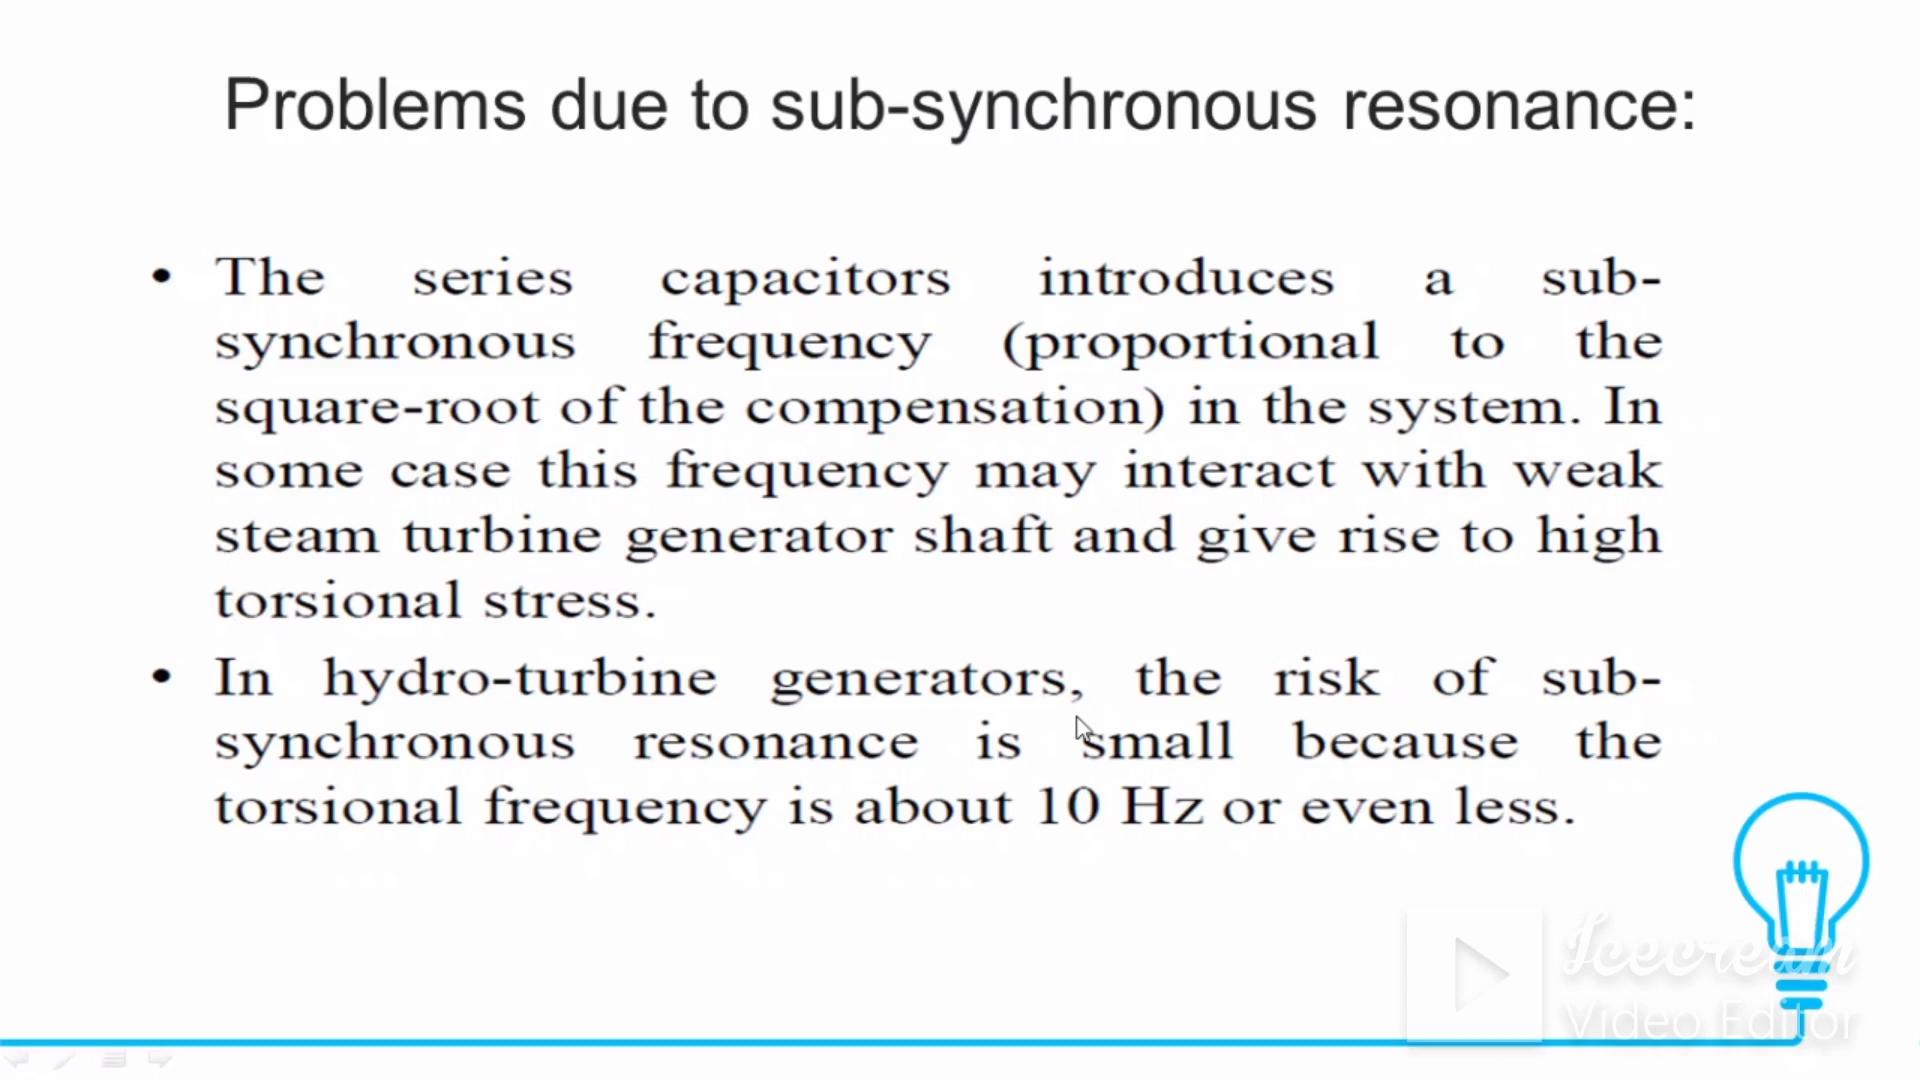 Problems due to sub-synchronous resonance:
• The series capacitors introduces a sub-
synchronous frequency (proportional to the
square-root of the compensation) in the system. In
some case this frequency may interact with weak
steam turbine generator shaft and give rise to high
torsional stress.
• In hydro-turbine generators, the risk of sub-
synchronous resonance is small because the
torsional frequency is about 10 Hz or even less.
Icecream
Video Editor